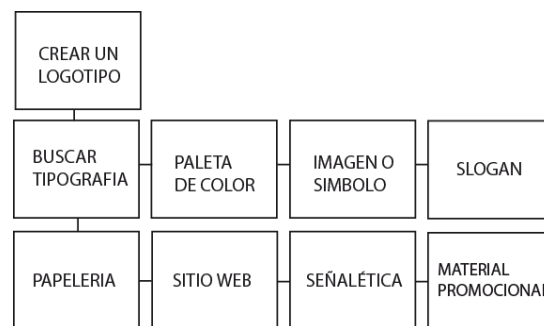 CREAR UN
LOGOTIPO
BUSCAR
TIPOGRAFIA
PALETA
DE COLOR
IMAGEN O
SIMBOLO
SLOGAN
PAPELERIA
SITIO WEB
SEÑALÉTICA
MATERIAL
PROMOCIONAL